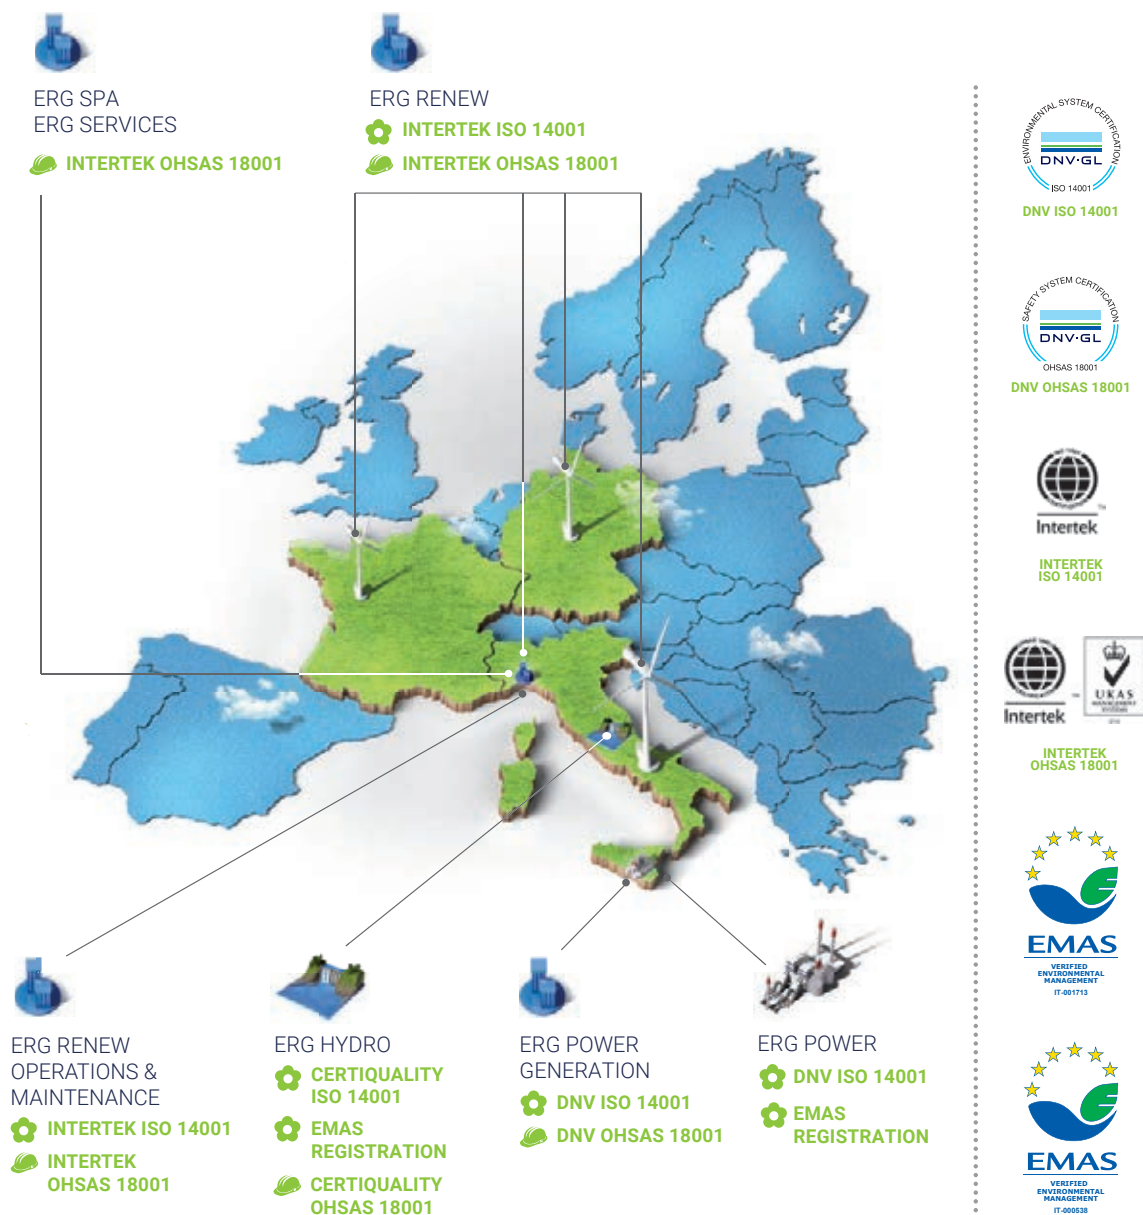 ERG SPA
ERG SERVICES
INTERTEK OHSAS 18001
ERG RENEW
INTERTEK ISO 14001
INTERTEK OHSAS 18001
ERG RENEW
OPERATIONS &
MAINTENANCE
INTERTEK ISO 14001
INTERTEK
OHSAS 18001
ERG HYDRO
CERTIQUALITY
ISO 14001
EMAS
REGISTRATION
CERTIQUALITY
OHSAS 18001
ERG POWER
GENERATION
DNV ISO 14001
DNV OHSAS 18001
ERG POWER
DNV ISO 14001
EMAS
REGISTRATION
ENVIRONMENTAL SYSTEM CERTIFICATION
DNV·GL
ISO 14001
DNV ISO 14001
SAFETY SYSTEM CERTIFICATION
DNV·GL
OHSAS 18001
DNV OHSAS 18001
Intertek
INTERTEK
ISO 14001
Intertek
UKAS
MANAGEMENT
SYSTEMS
INTERTEK
OHSAS 18001
EMAS
VERIFIED
ENVIRONMENTAL
MANAGEMENT
IT-001713
EMAS
VERIFIED
ENVIRONMENTAL
MANAGEMENT
IT-000538